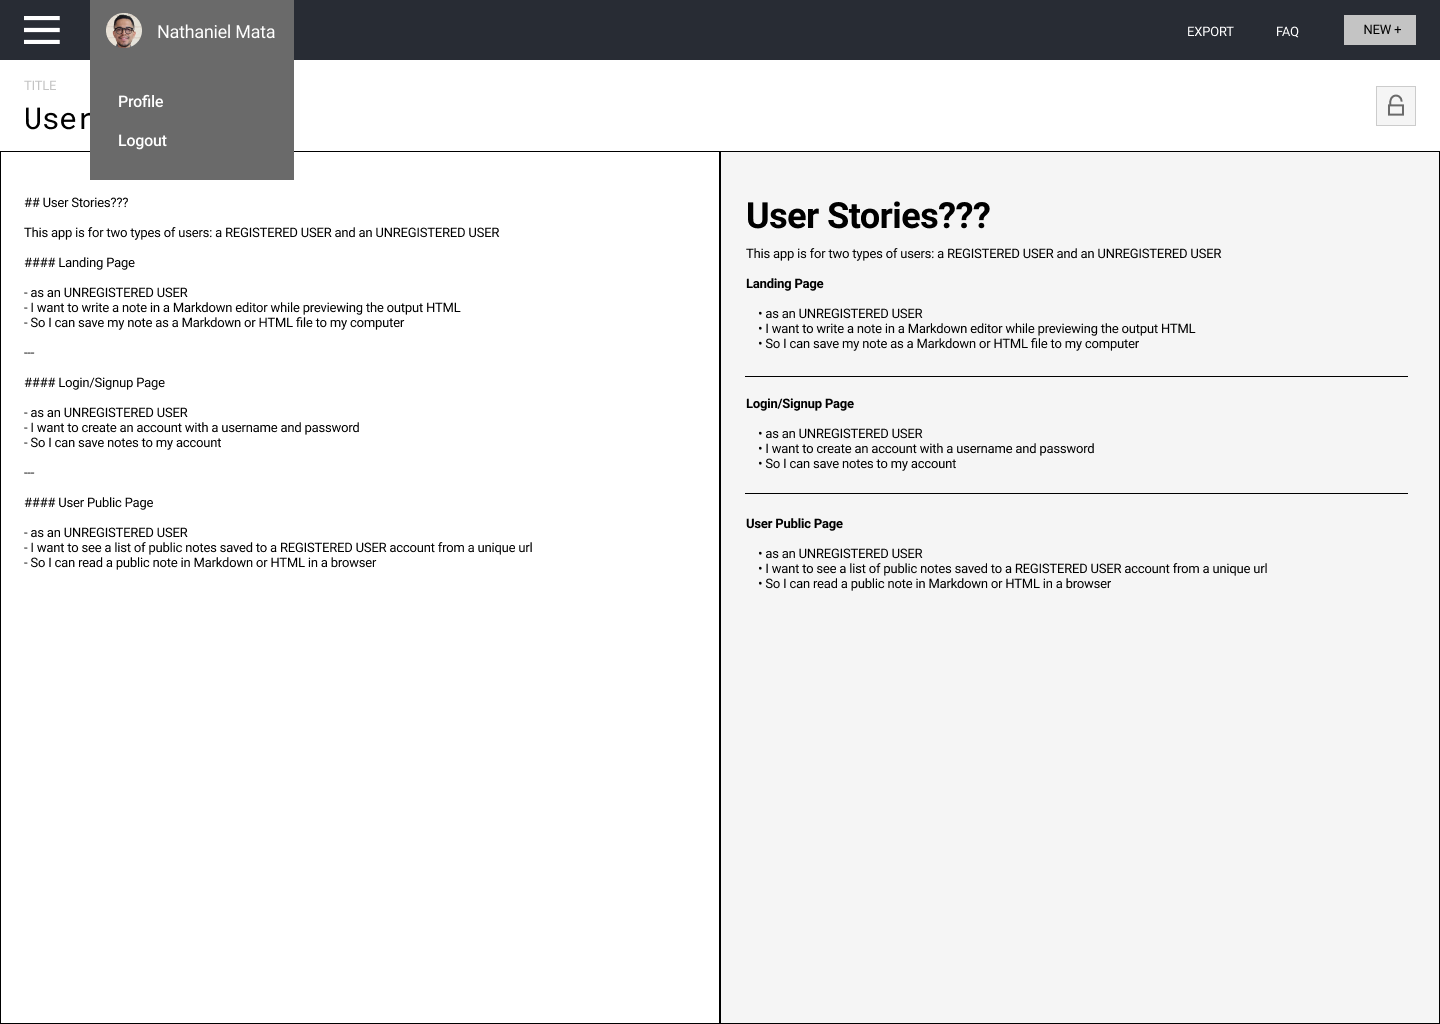 Nathaniel Mata
EXPORT
FAQ
NEW +
Profile
Logout
TITLE
User
## User Stories???
This app is for two types of users: a REGISTERED USER and an UNREGISTERED USER
#### Landing Page
- as an UNREGISTERED USER
- I want to write a note in a Markdown editor while previewing the output HTML
- So I can save my note as a Markdown or HTML file to my computer
---
#### Login/Signup Page
- as an UNREGISTERED USER
- I want to create an account with a username and password
- So I can save notes to my account
---
#### User Public Page
- as an UNREGISTERED USER
- I want to see a list of public notes saved to a REGISTERED USER account from a unique url
- So I can read a public note in Markdown or HTML in a browser
User Stories???
This app is for two types of users: a REGISTERED USER and an UNREGISTERED USER
Landing Page
• as an UNREGISTERED USER
• I want to write a note in a Markdown editor while previewing the output HTML
• So I can save my note as a Markdown or HTML file to my computer
Login/Signup Page
• as an UNREGISTERED USER
• I want to create an account with a username and password
• So I can save notes to my account
User Public Page
• as an UNREGISTERED USER
• I want to see a list of public notes saved to a REGISTERED USER account from a unique url
• So I can read a public note in Markdown or HTML in a browser